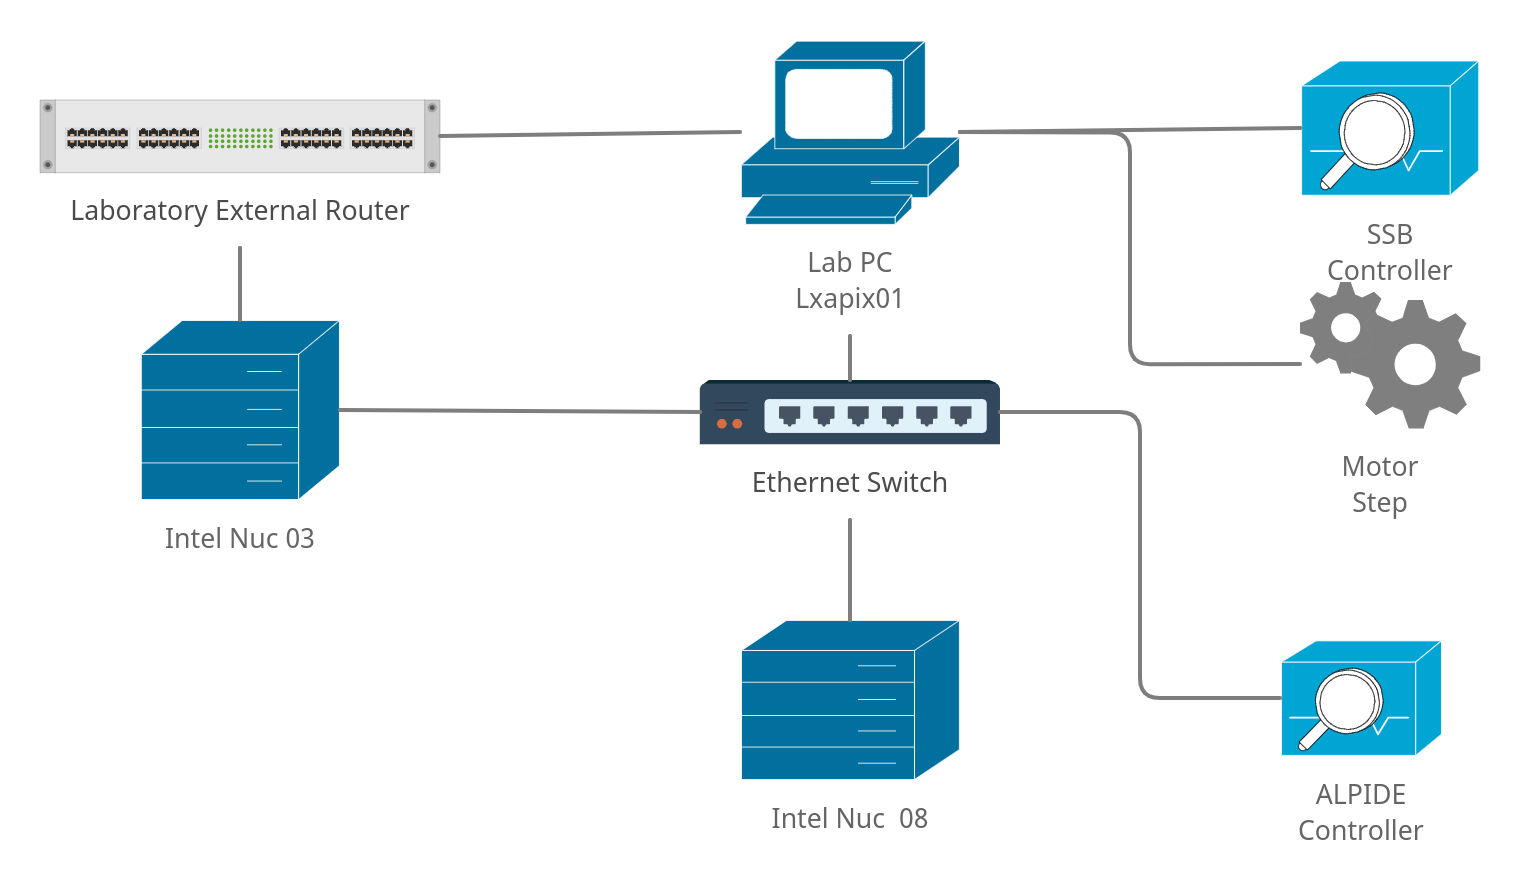 Laboratory External Router
Lab PC
Lxapix01
SSB
Controller
Motor
Step
Ethernet Switch
Intel Nuc 03
Intel Nuc  08
ALPIDE
Controller